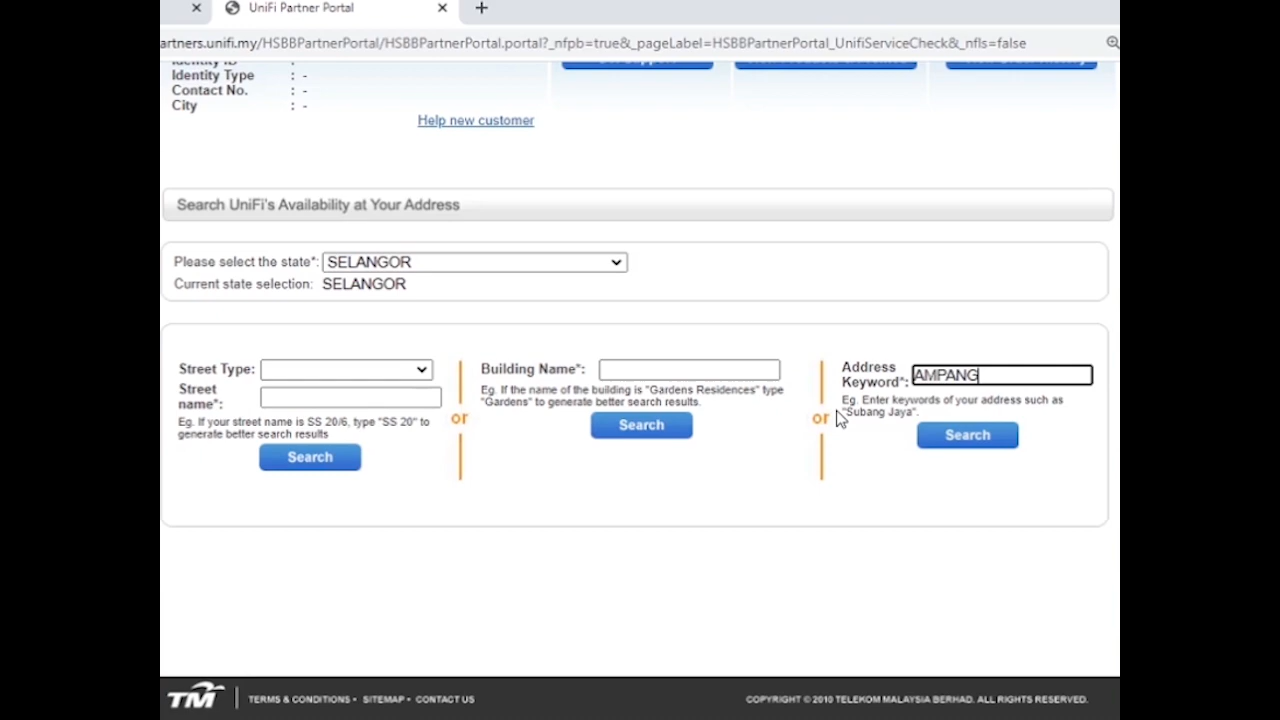 UniFi Partner Portal
artners.unifi.my/HSBBPartnerPortal/HSBBPartnerPortal.portal?_nfpb=true&_pageLabel=HSBBPartnerPortal_UnifiServiceCheck&_nfls=false
Identity Type : -
Contact No. : -
City : -
Help new customer
Search UniFi's Availability at Your Address
Please select the state*: SELANGOR
Current state selection: SELANGOR
Street Type:
Street
name*:
Eg. If your street name is SS 20/6, type "SS 20" to
generate better search results
Search
or
Building Name*:
Eg. If the name of the building is "Gardens Residences" type
"Gardens" to generate better search results.
Search
or
Address
Keyword*: AMPANG
Eg. Enter keywords of your address such as
"Subang Jaya".
Search
TM TERMS & CONDITIONS • SITEMAP • CONTACT US
COPYRIGHT © 2010 TELEKOM MALAYSIA BERHAD. ALL RIGHTS RESERVED.